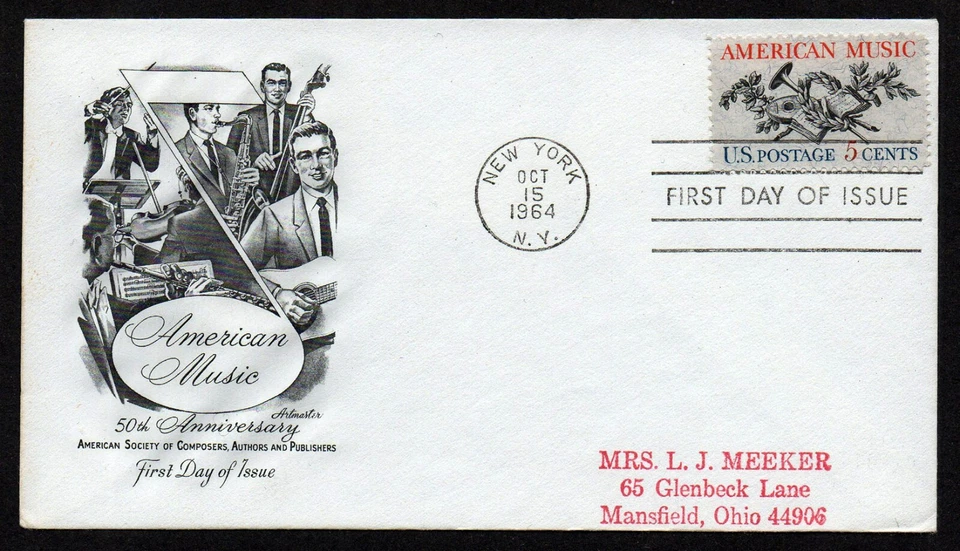 AMERICAN MUSIC
U.S. POSTAGE 5 CENTS
NEW YORK
OCT
15
1964
N. Y.
FIRST DAY OF ISSUE
American
Music
Artmaster
50th Anniversary
AMERICAN SOCIETY OF COMPOSERS, AUTHORS AND PUBLISHERS
First Day of Issue
MRS. L. J. MEEKER
65 Glenbeck Lane
Mansfield, Ohio 44906